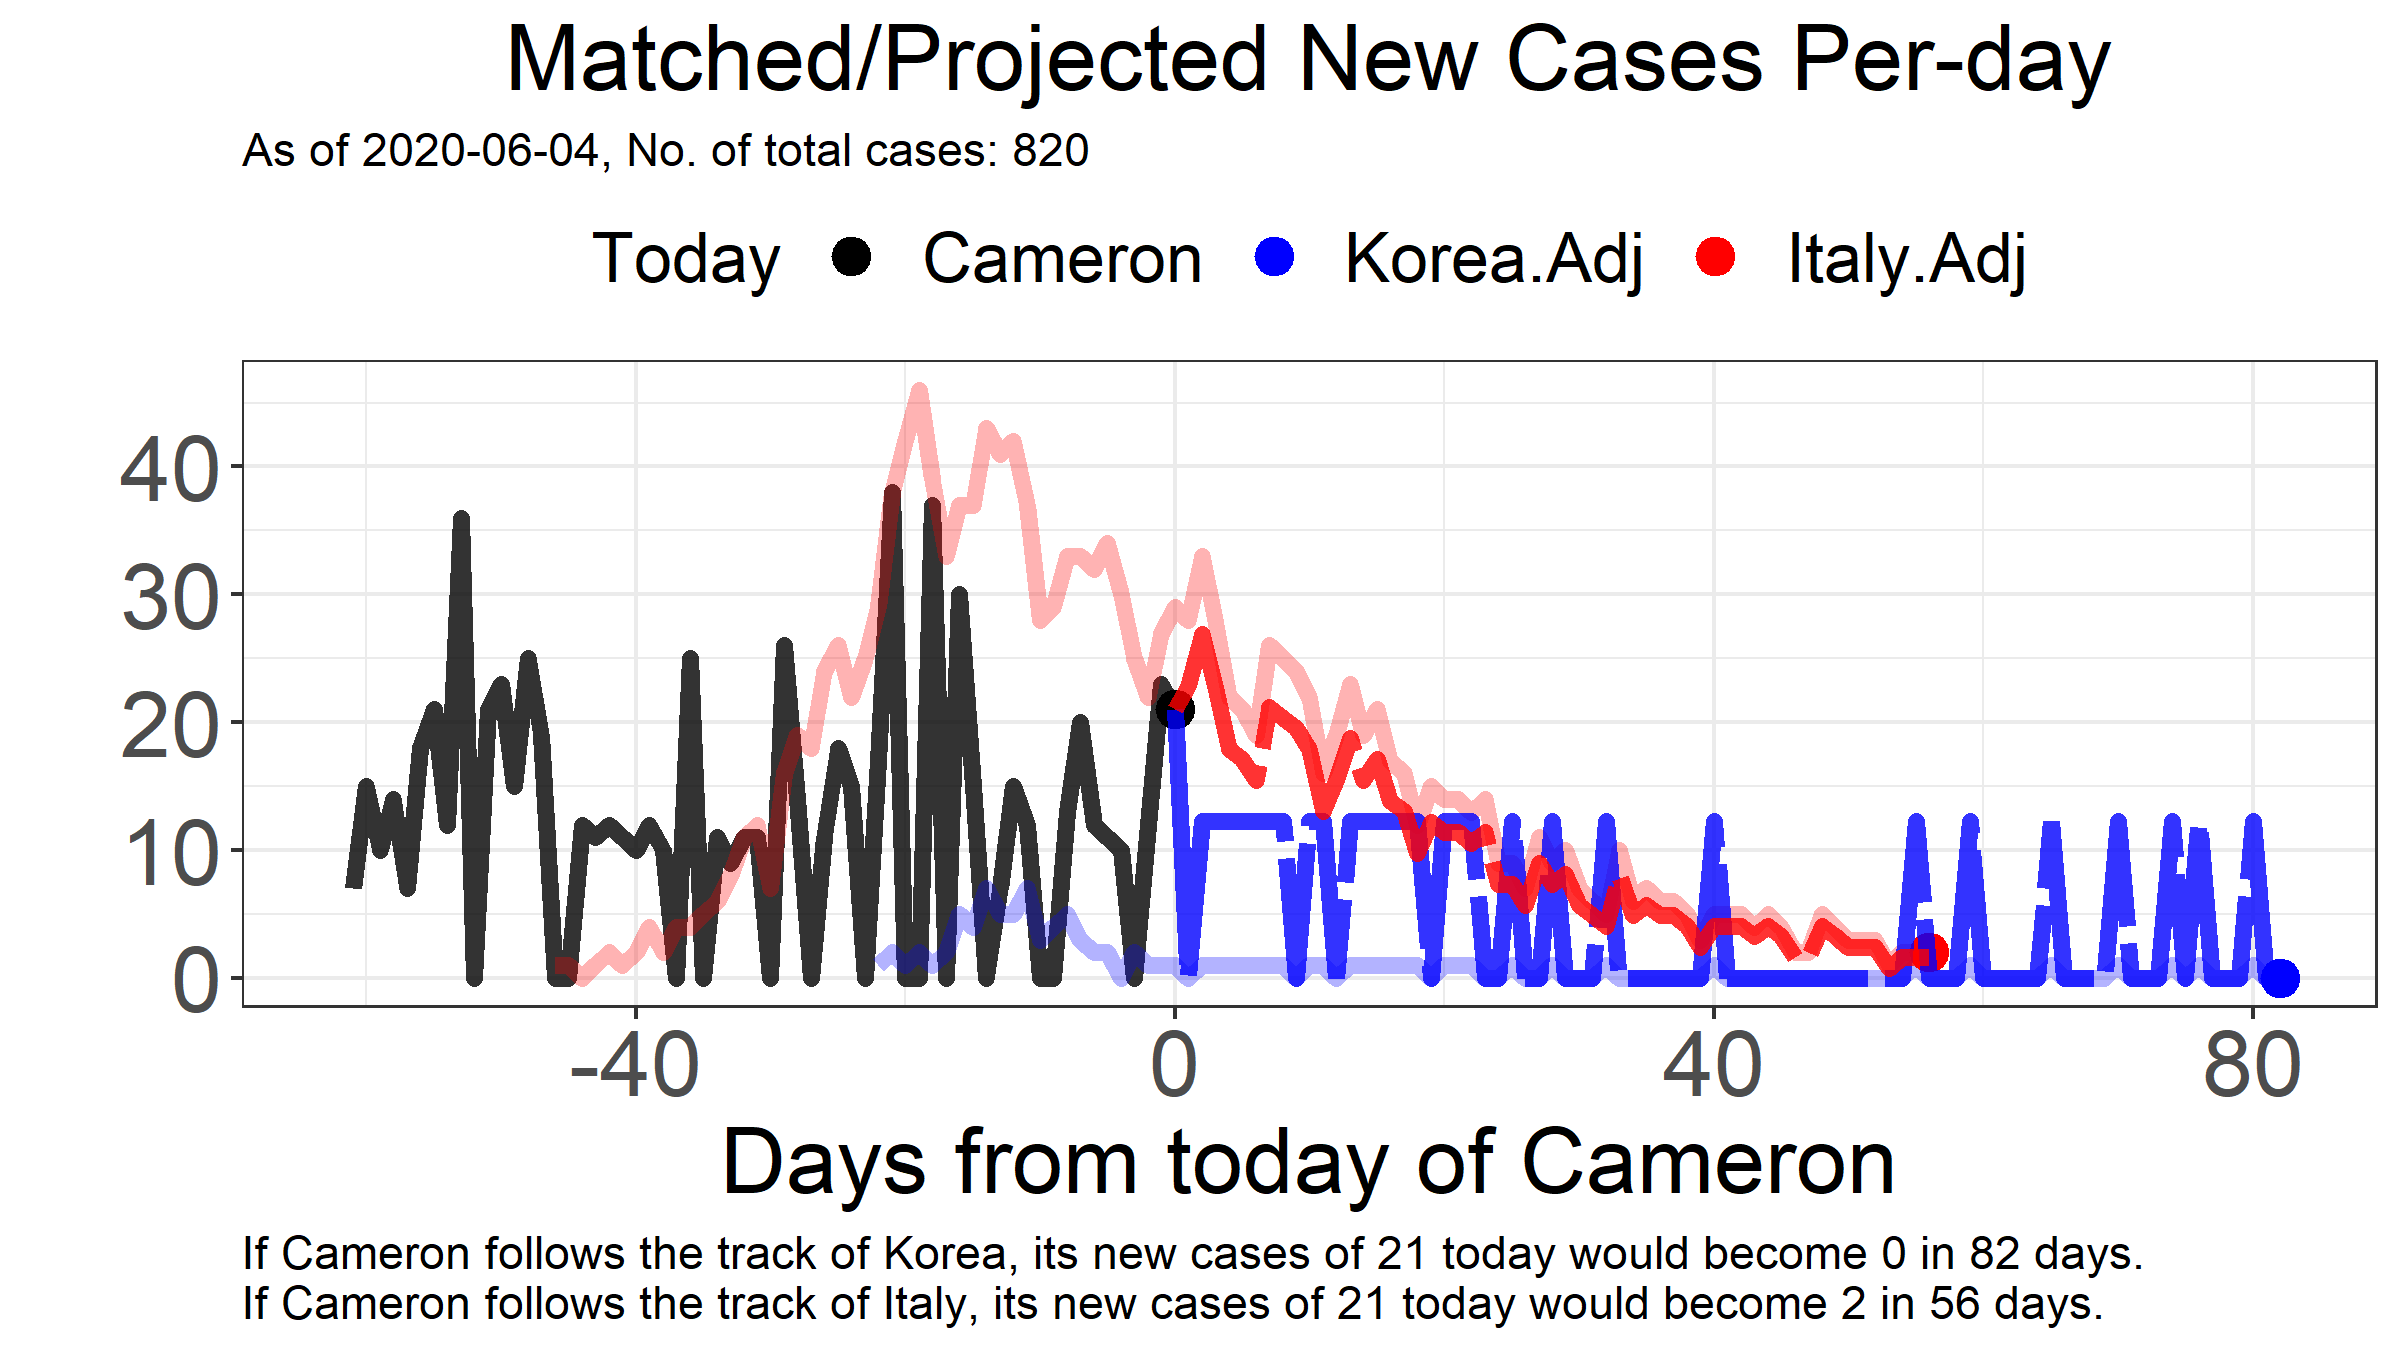 Matched/Projected New Cases Per-day
As of 2020-06-04, No. of total cases: 820
Today Cameron Korea.Adj Italy.Adj
40
30
20
10
0
-40 0 40 80
Days from today of Cameron
If Cameron follows the track of Korea, its new cases of 21 today would become 0 in 82 days.
If Cameron follows the track of Italy, its new cases of 21 today would become 2 in 56 days.